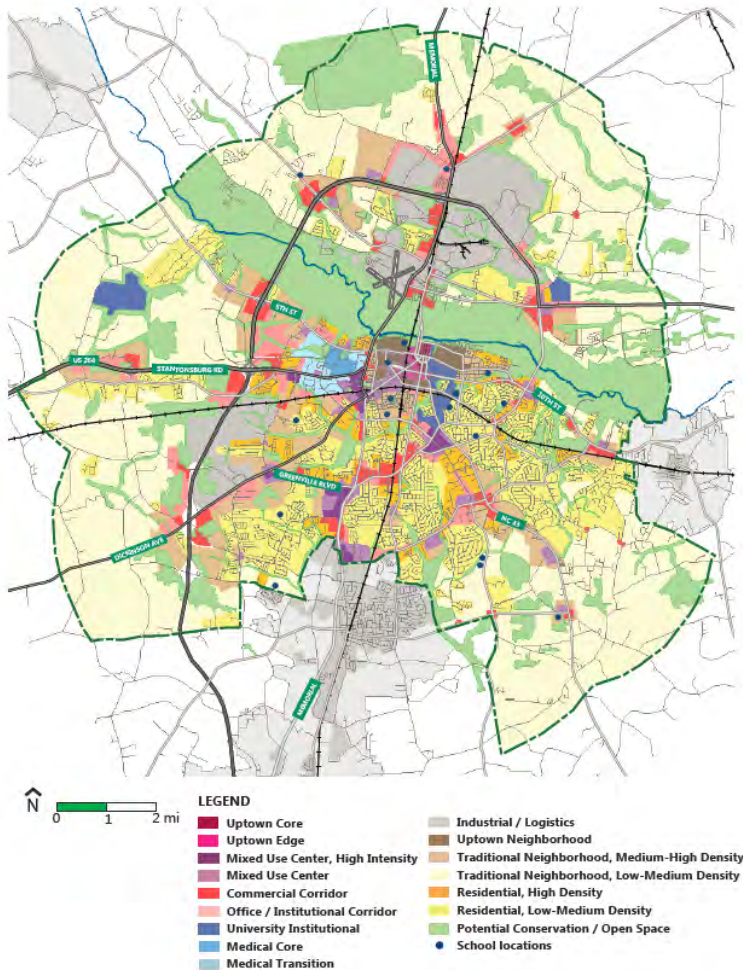 MEMORIAL
5TH ST
US 264
STANTONSBURG RD
10TH ST
GREENVILLE BLVD
NC 43
DICKINSON AVE
MEMORIAL
N
0 1 2 mi
LEGEND
Uptown Core
Uptown Edge
Mixed Use Center, High Intensity
Mixed Use Center
Commercial Corridor
Office / Institutional Corridor
University Institutional
Medical Core
Medical Transition
Industrial / Logistics
Uptown Neighborhood
Traditional Neighborhood, Medium-High Density
Traditional Neighborhood, Low-Medium Density
Residential, High Density
Residential, Low-Medium Density
Potential Conservation / Open Space
School locations